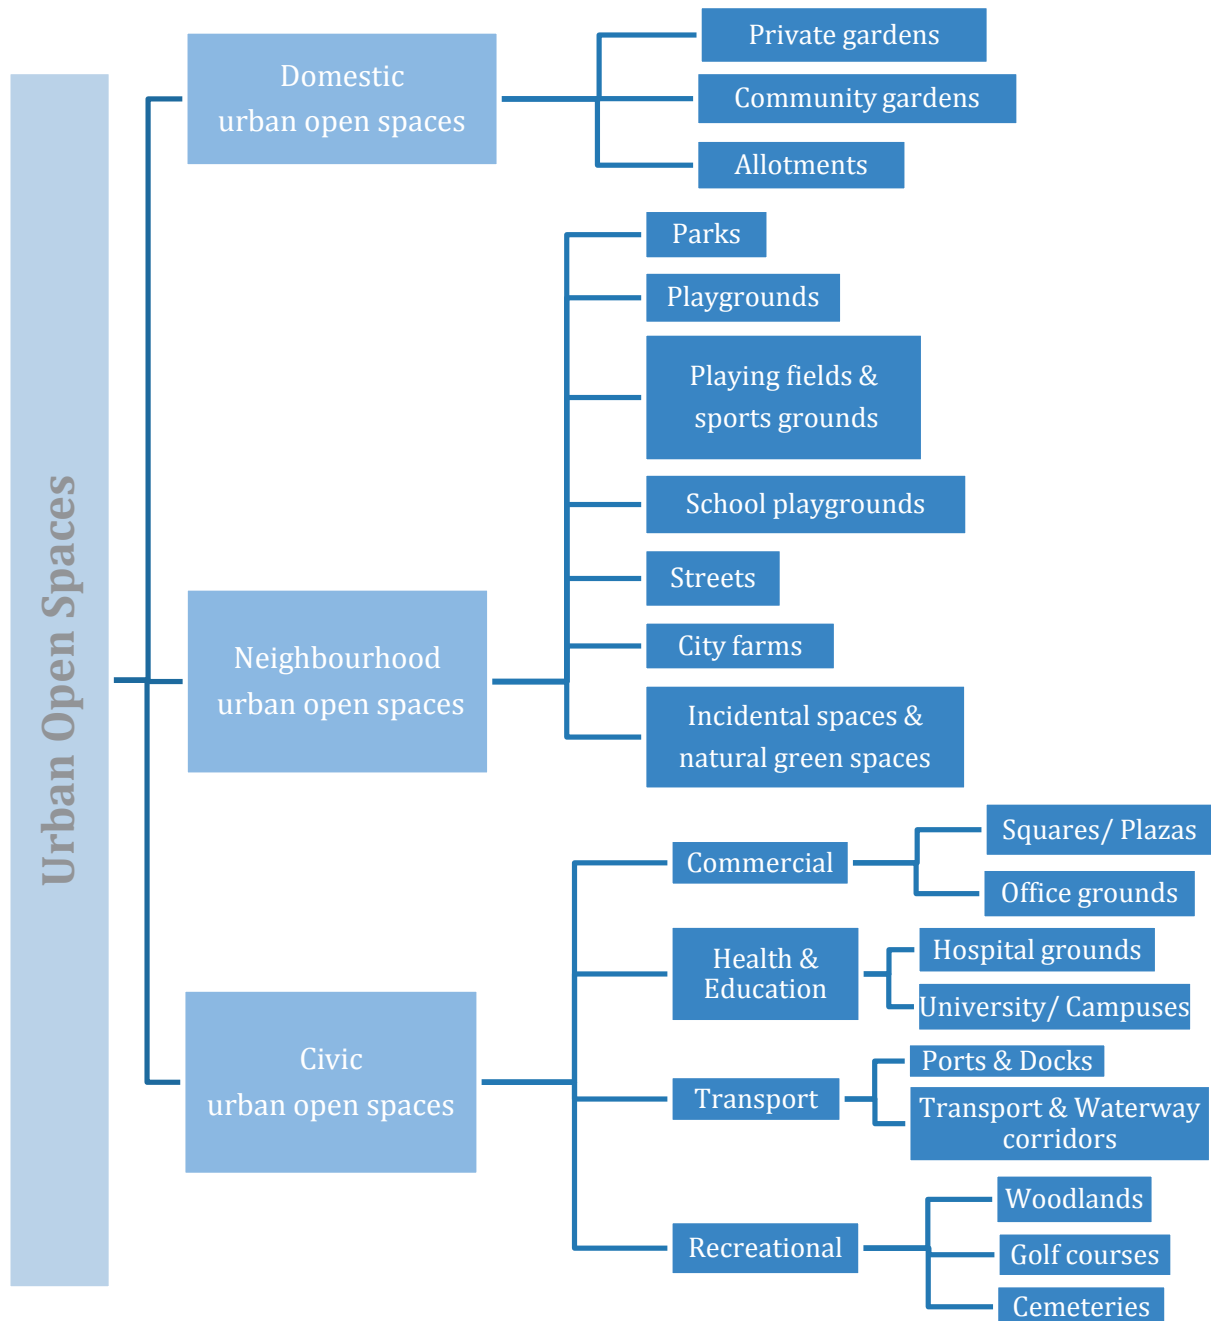 Urban Open Spaces
Domestic
urban open spaces
Private gardens
Community gardens
Allotments
Neighbourhood
urban open spaces
Parks
Playgrounds
Playing fields &
sports grounds
School playgrounds
Streets
City farms
Incidental spaces &
natural green spaces
Civic
urban open spaces
Commercial
Squares/ Plazas
Office grounds
Health &
Education
Hospital grounds
University/ Campuses
Transport
Ports & Docks
Transport & Waterway
corridors
Recreational
Woodlands
Golf courses
Cemeteries